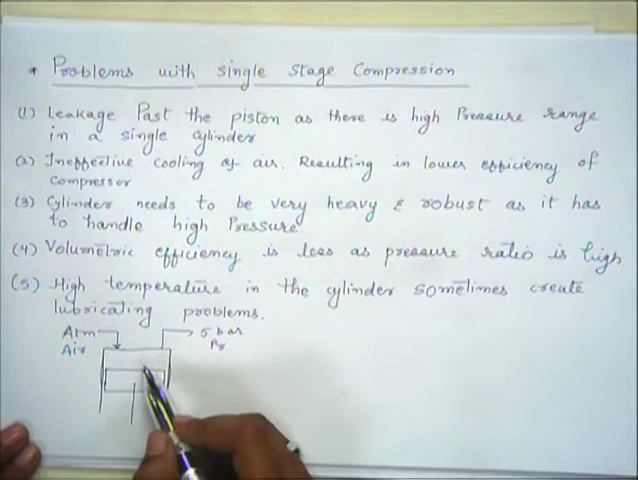 * Problems with single stage Compression
(1) Leakage Past the piston as there is high Pressure range
in a single cylinder
(2) Ineffective cooling of air. Resulting in lower efficiency of
compressor
(3) Cylinder needs to be very heavy & robust as it has
to handle high Pressure
(4) Volumetric efficiency is less as pressure ratio is high
(5) High temperature in the cylinder sometimes create
lubricating problems.
Atm 5 bar
Air Pr